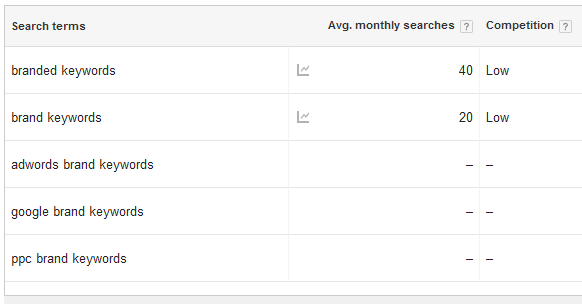 Search terms Avg. monthly searches ? Competition ?
branded keywords 40 Low
brand keywords 20 Low
adwords brand keywords – –
google brand keywords – –
ppc brand keywords – –